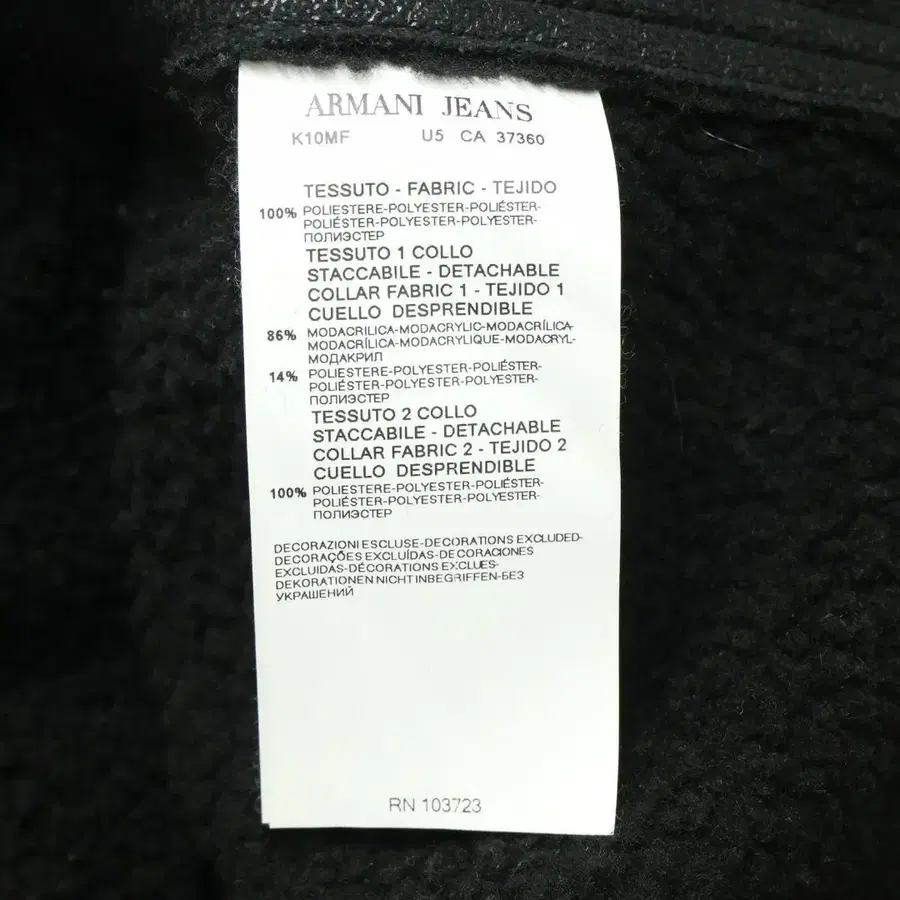 ARMANI JEANS
K10MF U5 CA 37360
TESSUTO - FABRIC - TEJIDO
100% POLIESTERE-POLYESTER-POLIÉSTER-
POLIÉSTER-POLYESTER-POLYESTER-
ПОЛИЭСТЕР
TESSUTO 1 COLLO
STACCABILE - DETACHABLE
COLLAR FABRIC 1 - TEJIDO 1
CUELLO DESPRENDIBLE
86% MODACRILICA-MODACRYLIC-MODACRÍLICA-
MODACRÍLICA-MODACRYLIQUE-MODACRYL-
МОДАКРИЛ
14% POLIESTERE-POLYESTER-POLIÉSTER-
POLIÉSTER-POLYESTER-POLYESTER-
ПОЛИЭСТЕР
TESSUTO 2 COLLO
STACCABILE - DETACHABLE
COLLAR FABRIC 2 - TEJIDO 2
CUELLO DESPRENDIBLE
100% POLIESTERE-POLYESTER-POLIÉSTER-
POLIÉSTER-POLYESTER-POLYESTER-
ПОЛИЭСТЕР
DECORAZIONI ESCLUSE-DECORATIONS EXCLUDED-
DECORAÇÕES EXCLUÍDAS-DECORACIONES
EXCLUIDAS-DÉCORATIONS EXCLUES-
DEKORATIONEN NICHT INBEGRIFFEN-БЕЗ
УКРАШЕНИЙ
RN 103723